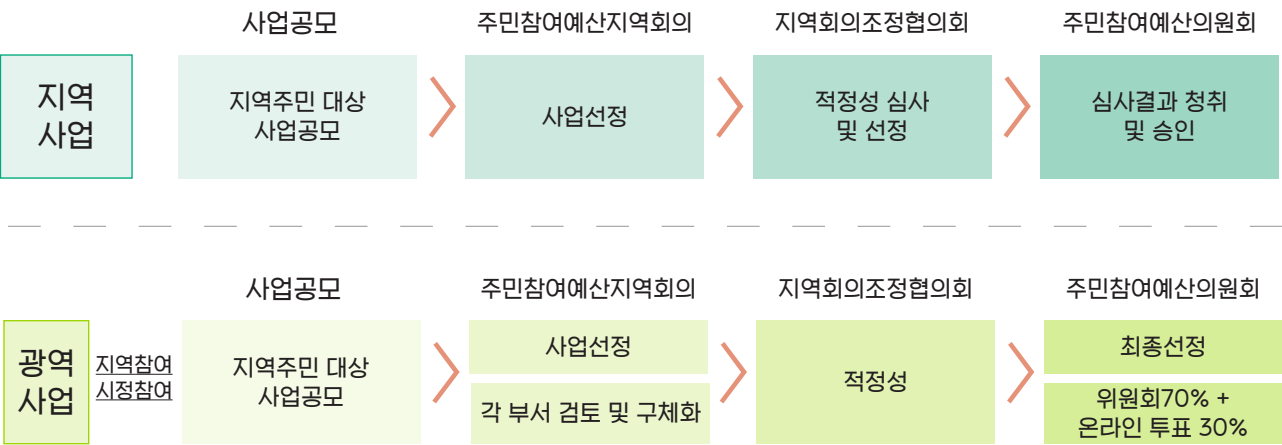 사업공모
주민참여예산지역회의
지역회의조정협의회
주민참여예산의원회
지역
사업
지역주민 대상
사업공모
사업선정
적정성 심사
및 선정
심사결과 청취
및 승인
사업공모
주민참여예산지역회의
지역회의조정협의회
주민참여예산의원회
광역
사업
지역참여
시정참여
지역주민 대상
사업공모
사업선정
각 부서 검토 및 구체화
적정성
최종선정
위원회70% +
온라인 투표 30%